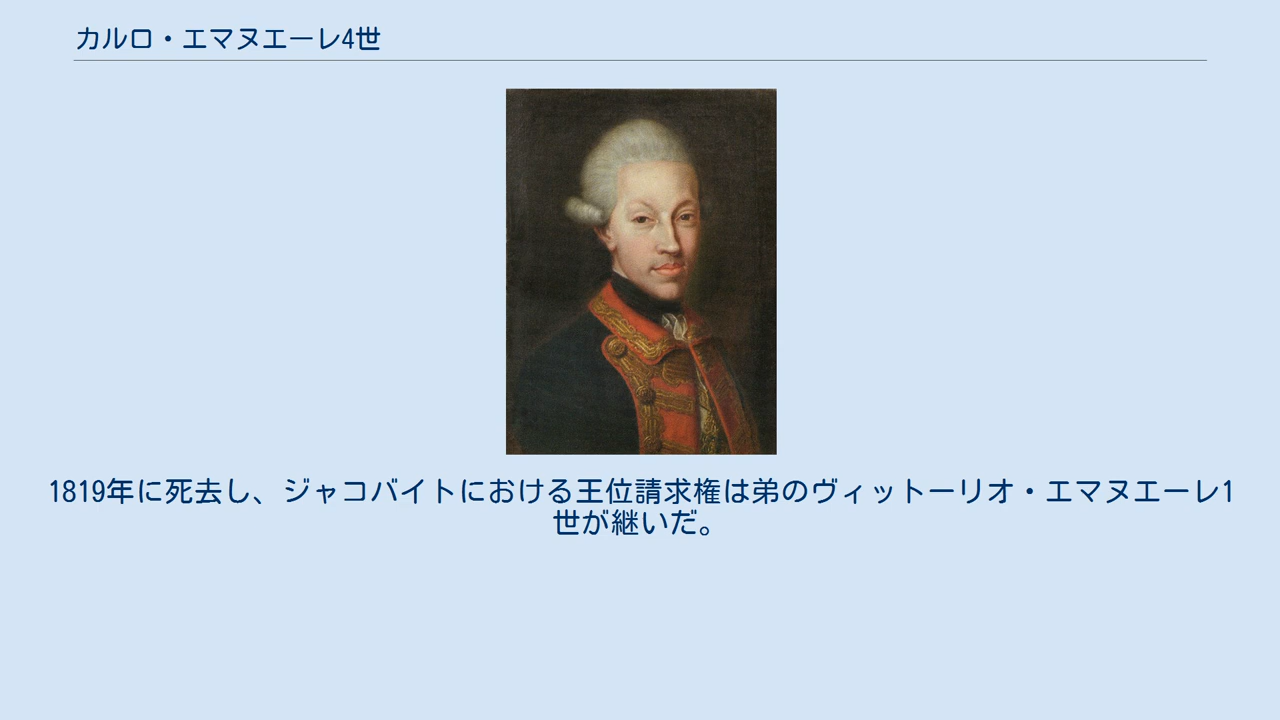 カルロ・エマヌエーレ4世
1819年に死去し、ジャコバイトにおける王位請求権は弟のヴィットーリオ・エマヌエーレ1
世が継いだ。